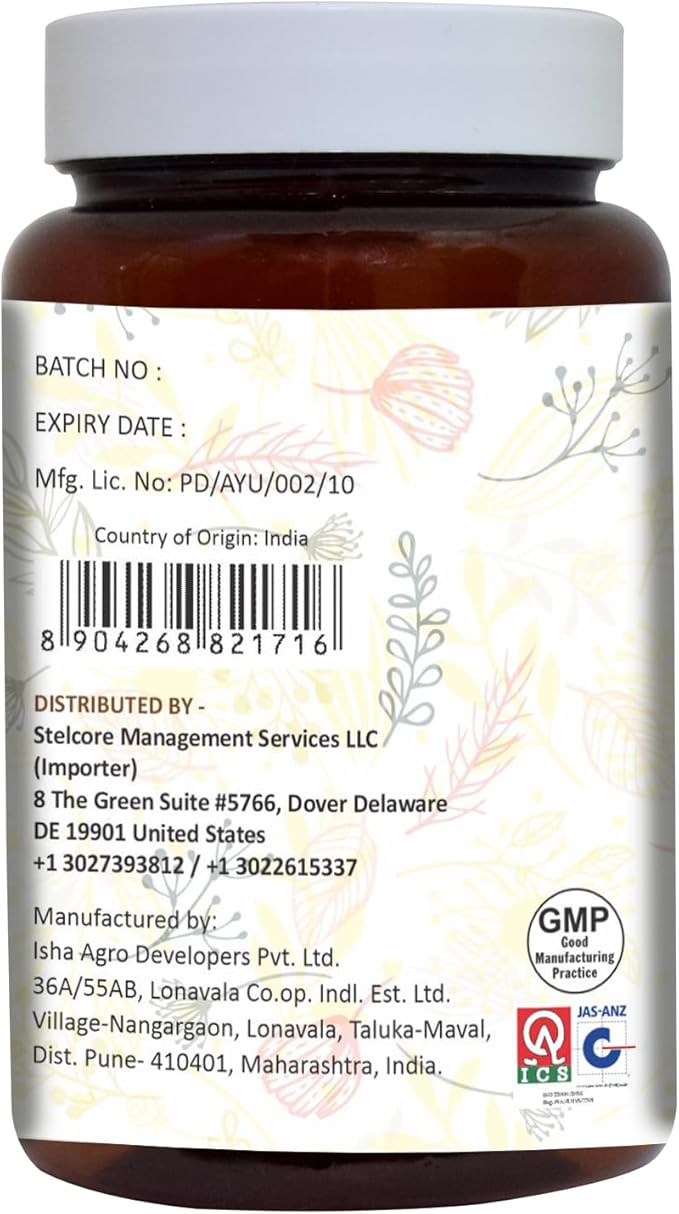 BATCH NO :
EXPIRY DATE :
Mfg. Lic. No: PD/AYU/002/10
Country of Origin: India
8 904268 821716
DISTRIBUTED BY -
Stelcore Management Services LLC
(Importer)
8 The Green Suite #5766, Dover Delaware
DE 19901 United States
+1 3027393812 / +1 3022615337
Manufactured by:
Isha Agro Developers Pvt. Ltd.
36A/55AB, Lonavala Co.op. Indl. Est. Ltd.
Village-Nangargaon, Lonavala, Taluka-Maval,
Dist. Pune- 410401, Maharashtra, India.
GMP
Good
Manufacturing
Practice
ICS
JAS-ANZ